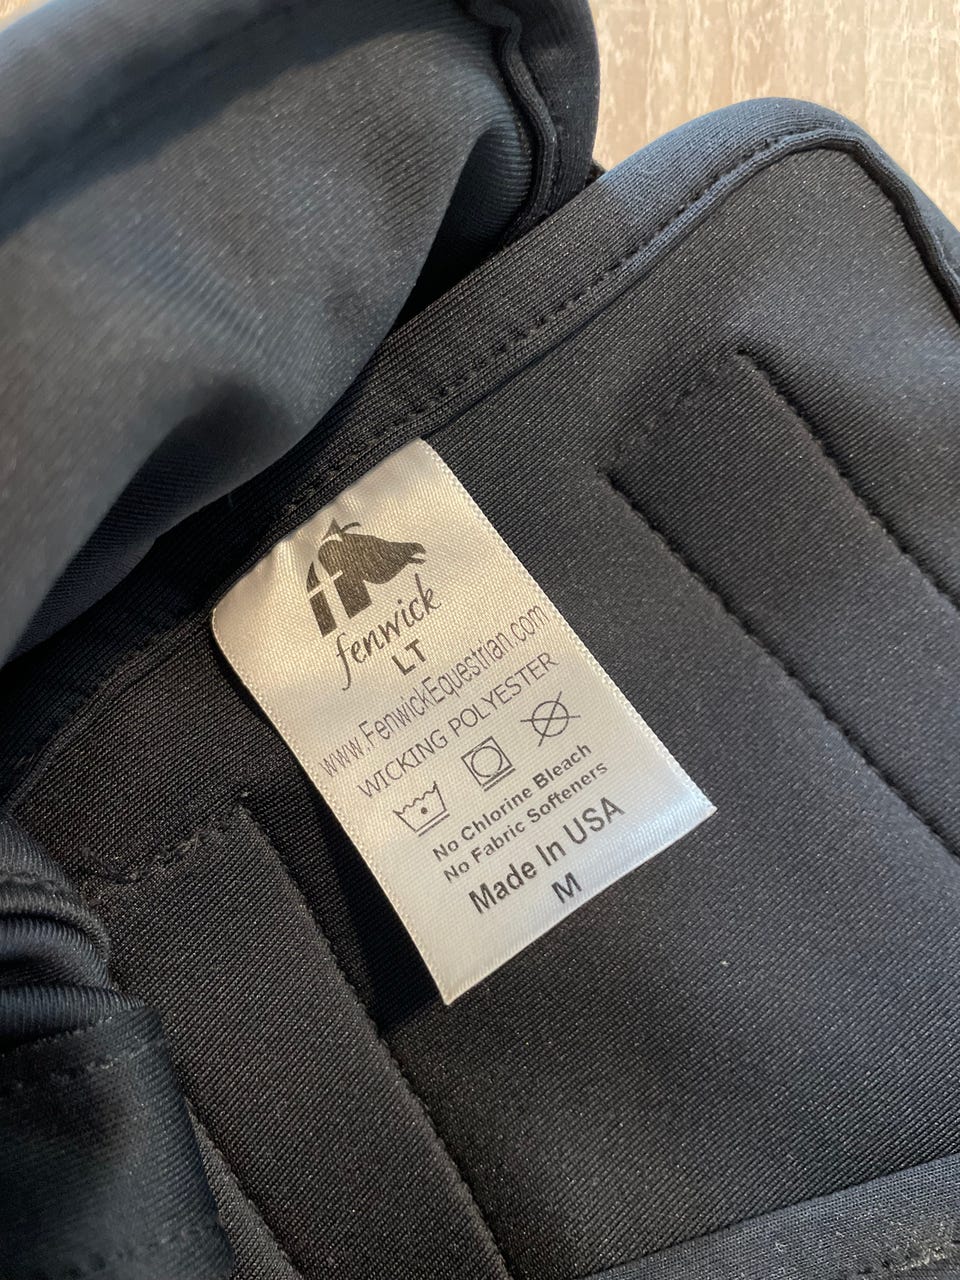 fenwick
LT
www.FenwickEquestrian.com
WICKING POLYESTER
No Chlorine Bleach
No Fabric Softeners
Made In USA
M